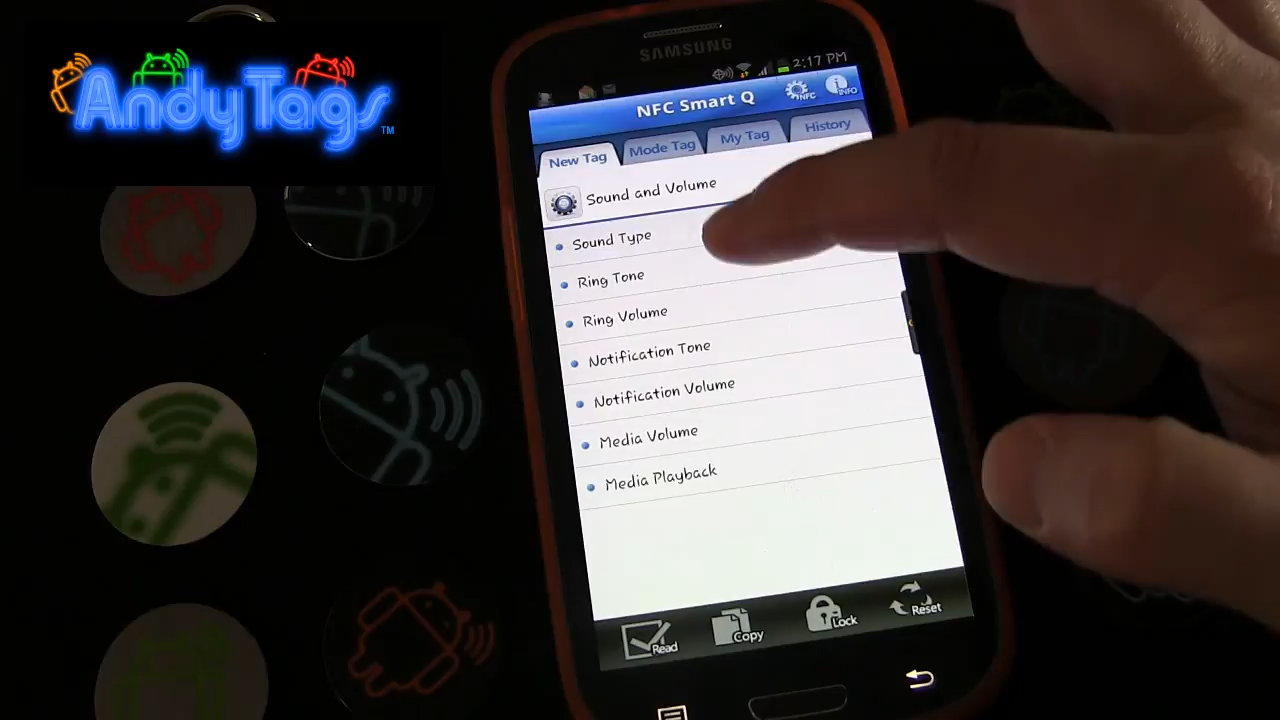 AndyTags™
SAMSUNG
2:17 PM
NFC Smart Q
NFC
INFO
New Tag
Mode Tag
My Tag
History
Sound and Volume
Sound Type
Ring Tone
Ring Volume
Notification Tone
Notification Volume
Media Volume
Media Playback
Read
Copy
Lock
Reset